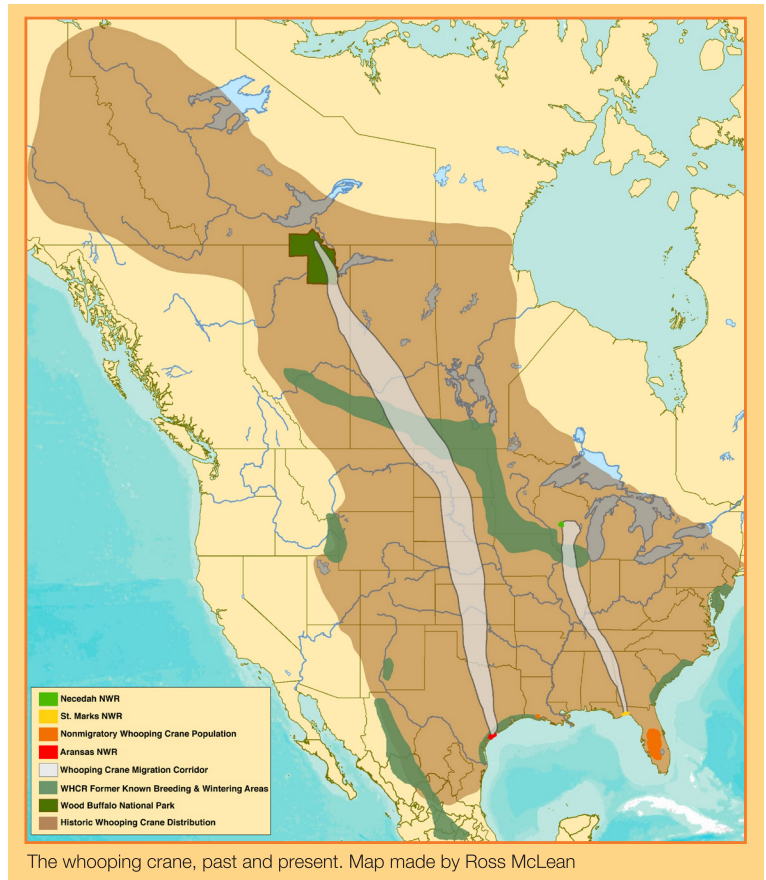 Necedah NWR
St. Marks NWR
Nonmigratory Whooping Crane Population
Aransas NWR
Whooping Crane Migration Corridor
WHCR Former Known Breeding & Wintering Areas
Wood Buffalo National Park
Historic Whooping Crane Distribution
The whooping crane, past and present. Map made by Ross McLean